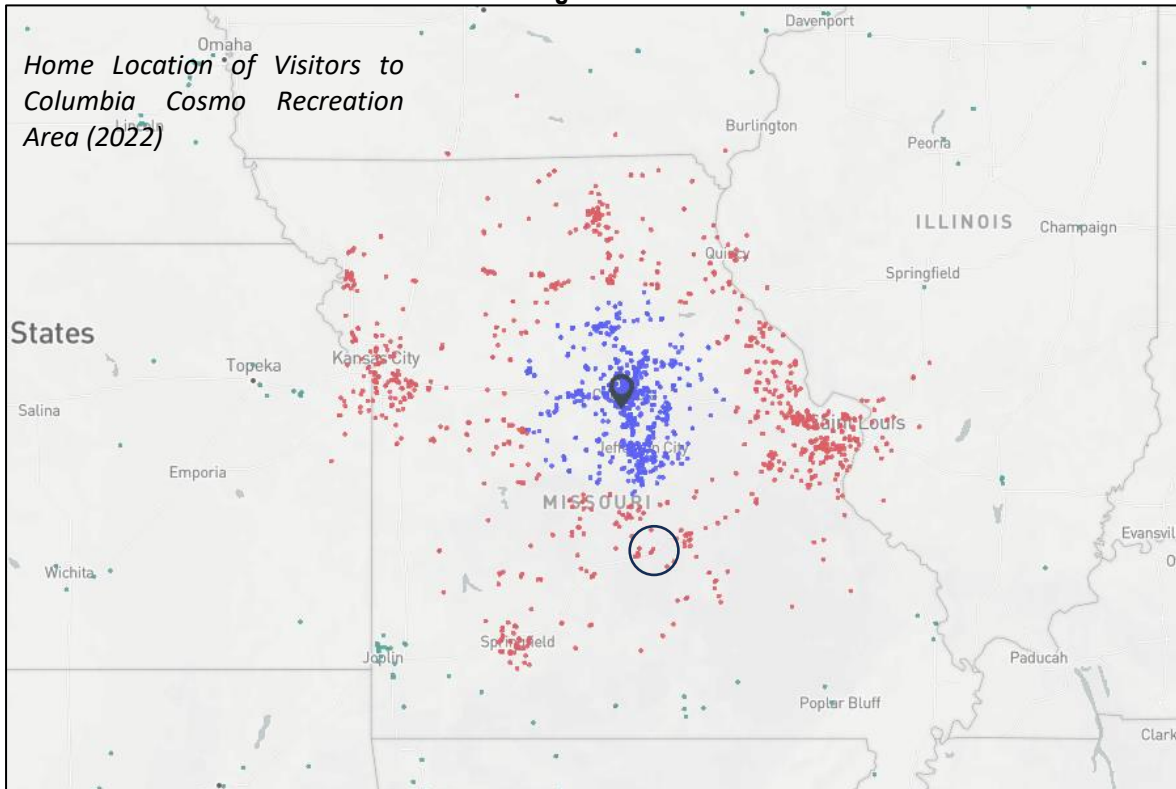 Home Location of Visitors to
Columbia Cosmo Recreation
Area (2022)
Davenport
Omaha
Lincoln
Burlington
Peoria
ILLINOIS
Champaign
Quincy
Springfield
States
Kansas City
Topeka
Salina
Saint Louis
Jefferson City
Emporia
MISSOURI
Evansvil
Wichita
Springfield
Joplin
Paducah
Poplar Bluff
Clark